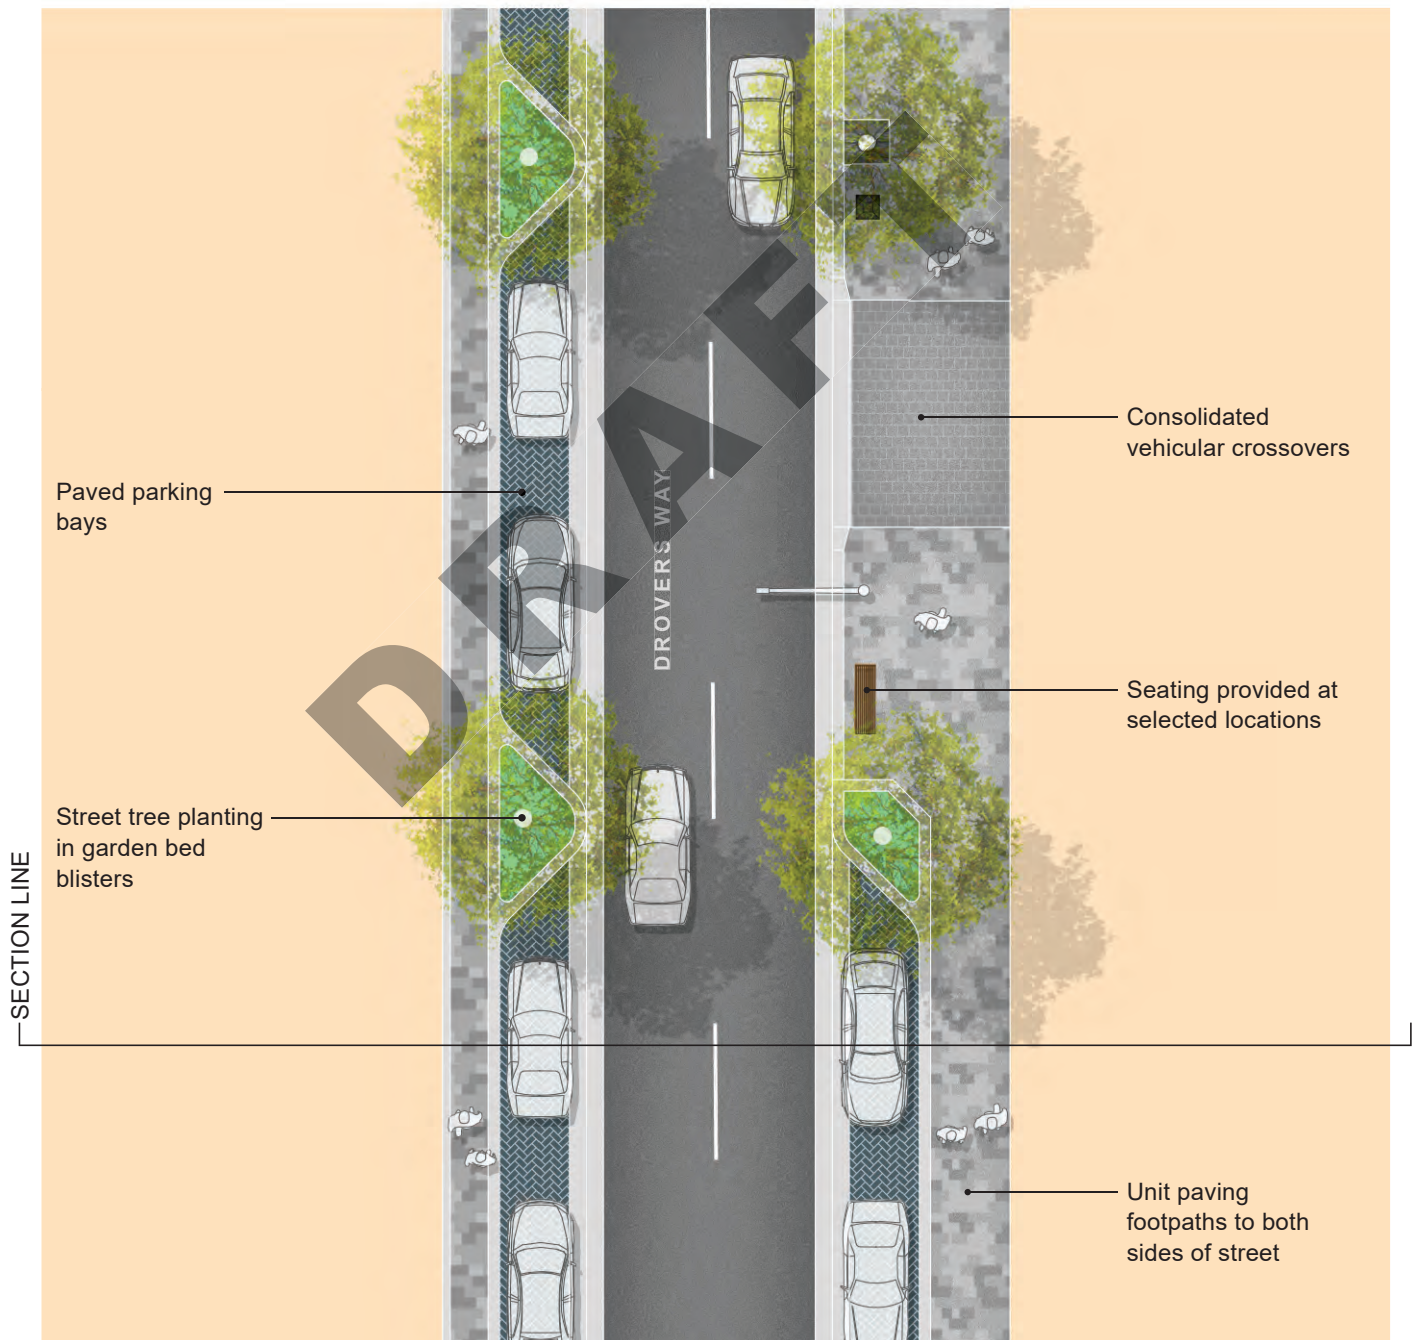 Consolidated
vehicular crossovers
Paved parking
bays
DROVERS WAY
DRAFT
Seating provided at
selected locations
Street tree planting
in garden bed
blisters
SECTION LINE
Unit paving
footpaths to both
sides of street